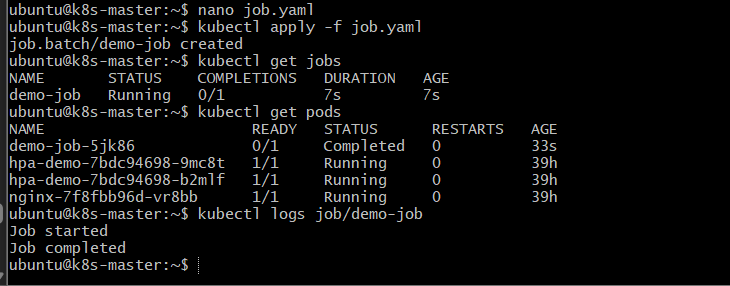 ubuntu@k8s-master:~$ nano job.yaml
ubuntu@k8s-master:~$ kubectl apply -f job.yaml
job.batch/demo-job created
ubuntu@k8s-master:~$ kubectl get jobs
NAME STATUS COMPLETIONS DURATION AGE
demo-job Running 0/1 7s 7s
ubuntu@k8s-master:~$ kubectl get pods
NAME READY STATUS RESTARTS AGE
demo-job-5jk86 0/1 Completed 0 33s
hpa-demo-7bdc94698-9mc8t 1/1 Running 0 39h
hpa-demo-7bdc94698-b2mlf 1/1 Running 0 39h
nginx-7f8fbb96d-vr8bb 1/1 Running 0 39h
ubuntu@k8s-master:~$ kubectl logs job/demo-job
Job started
Job completed
ubuntu@k8s-master:~$